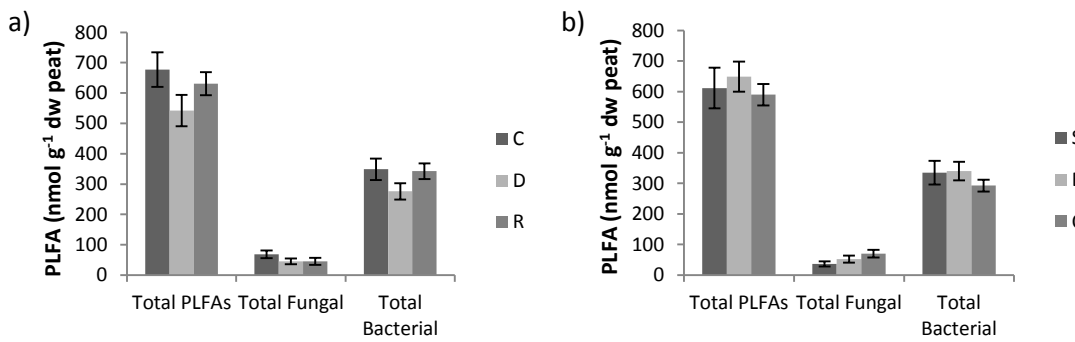 a)
PLFA (nmol g⁻¹ dw peat)
800
700
600
500
400
300
200
100
0
Total PLFAs Total Fungal Total
Bacterial
C
D
R
b)
PLFA (nmol g⁻¹ dw peat)
800
700
600
500
400
300
200
100
0
Total PLFAs Total Fungal Total
Bacterial
S